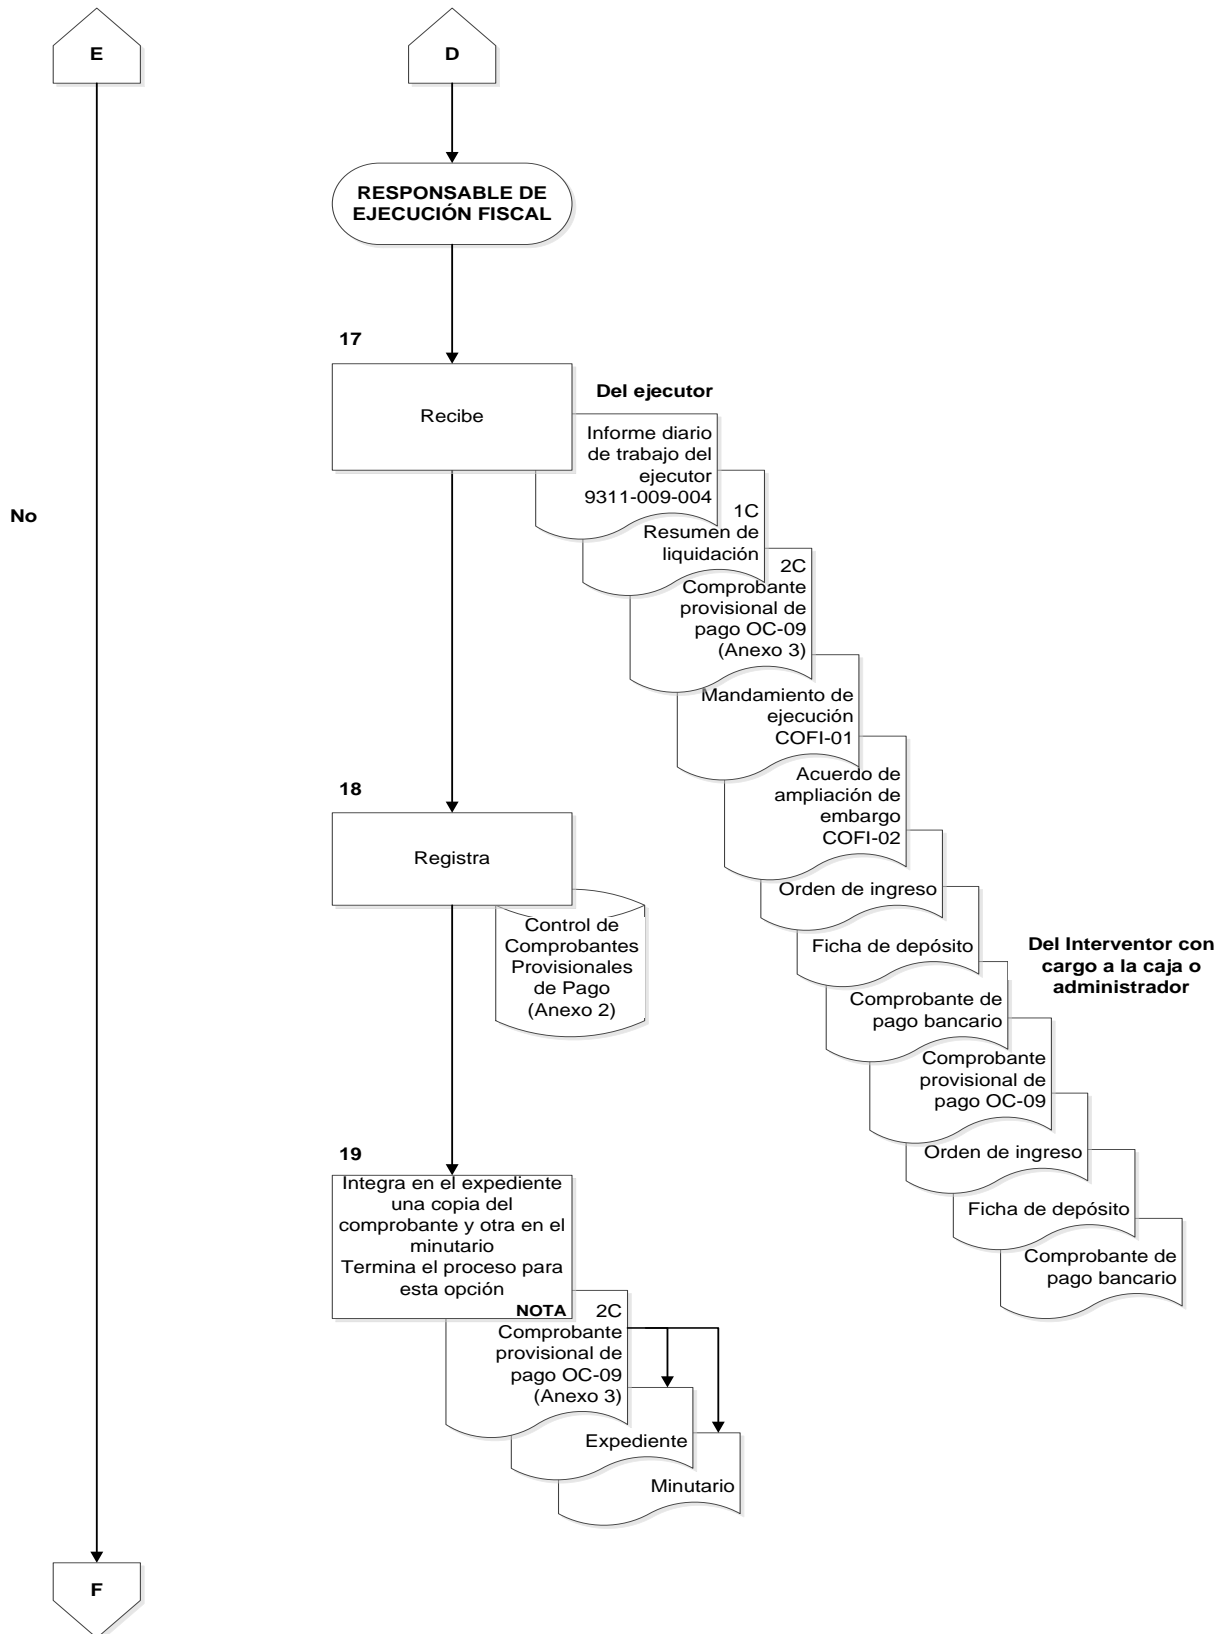 E
D
RESPONSABLE DE
EJECUCIÓN FISCAL
17
Recibe
Del ejecutor
Informe diario
de trabajo del
ejecutor
9311-009-004
1C
Resumen de
liquidación
2C
Comprobante
provisional de
pago OC-09
(Anexo 3)
Mandamiento de
ejecución
COFI-01
Acuerdo de
ampliación de
embargo
COFI-02
Orden de ingreso
Ficha de depósito
Comprobante de
pago bancario
No
Del Interventor con
cargo a la caja o
administrador
Comprobante
provisional de
pago OC-09
Orden de ingreso
Ficha de depósito
Comprobante de
pago bancario
18
Registra
Control de
Comprobantes
Provisionales
de Pago
(Anexo 2)
19
Integra en el expediente
una copia del
comprobante y otra en el
minutario
Termina el proceso para
esta opción
NOTA
2C
Comprobante
provisional de
pago OC-09
(Anexo 3)
Expediente
Minutario
F